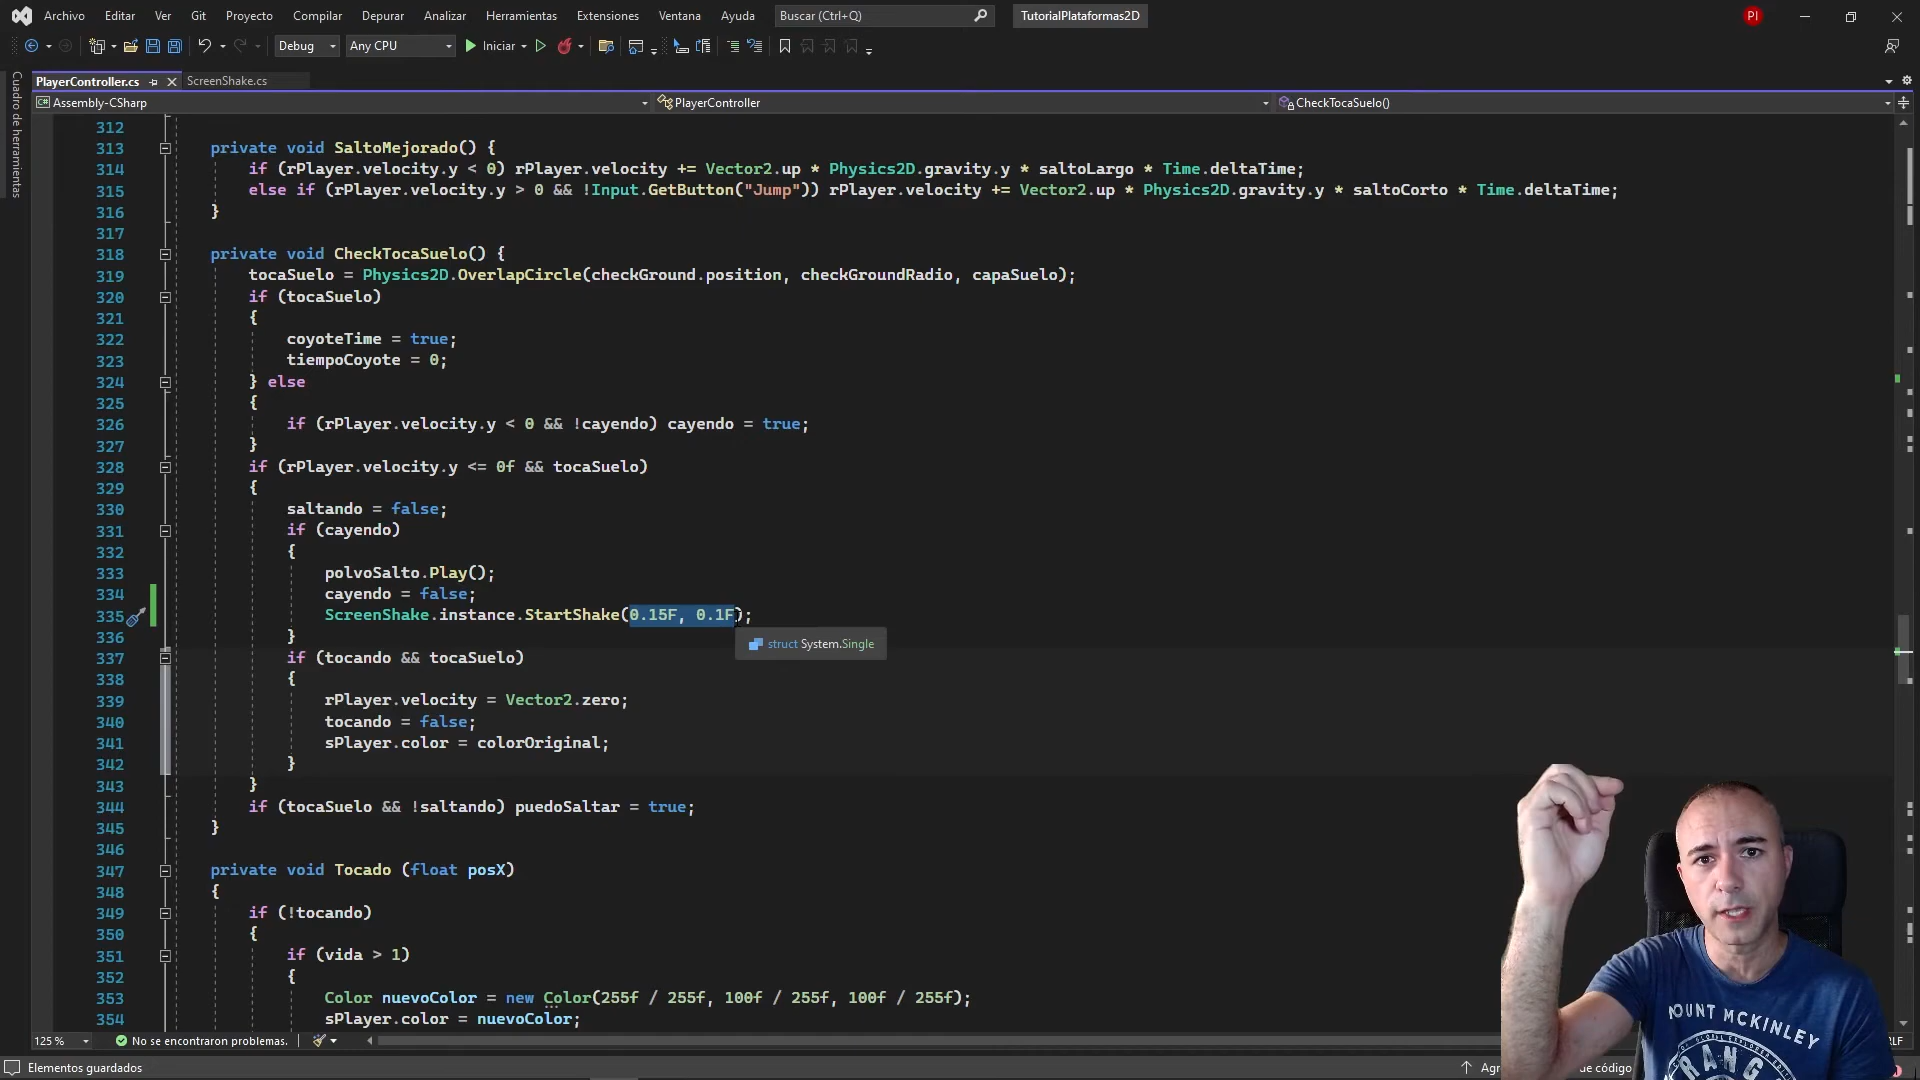 Archivo Editar Ver Git Proyecto Compilar Depurar Analizar Herramientas Extensiones Ventana Ayuda Buscar (Ctrl+Q) TutorialPlataformas2D PI
Debug Any CPU Iniciar
Cuadro de herramientas
PlayerController.cs ScreenShake.cs
Assembly-CSharp PlayerController CheckTocaSuelo()
312
313 private void SaltoMejorado() {
314 if (rPlayer.velocity.y < 0) rPlayer.velocity += Vector2.up * Physics2D.gravity.y * saltoLargo * Time.deltaTime;
315 else if (rPlayer.velocity.y > 0 && !Input.GetButton("Jump")) rPlayer.velocity += Vector2.up * Physics2D.gravity.y * saltoCorto * Time.deltaTime;
316 }
317
318 private void CheckTocaSuelo() {
319 tocaSuelo = Physics2D.OverlapCircle(checkGround.position, checkGroundRadio, capaSuelo);
320 if (tocaSuelo)
321 {
322 coyoteTime = true;
323 tiempoCoyote = 0;
324 } else
325 {
326 if (rPlayer.velocity.y < 0 && !cayendo) cayendo = true;
327 }
328 if (rPlayer.velocity.y <= 0f && tocaSuelo)
329 {
330 saltando = false;
331 if (cayendo)
332 {
333 polvoSalto.Play();
334 cayendo = false;
335 ScreenShake.instance.StartShake(0.15F, 0.1F);
336 }
struct System.Single
337 if (tocando && tocaSuelo)
338 {
339 rPlayer.velocity = Vector2.zero;
340 tocando = false;
341 sPlayer.color = colorOriginal;
342 }
343 }
344 if (tocaSuelo && !saltando) puedoSaltar = true;
345 }
346
347 private void Tocado (float posX)
348 {
349 if (!tocando)
350 {
351 if (vida > 1)
352 {
353 Color nuevoColor = new Color(255f / 255f, 100f / 255f, 100f / 255f);
354 sPlayer.color = nuevoColor;
MOUNT MCKINLEY
RANG
125 % No se encontraron problemas.
Elementos guardados